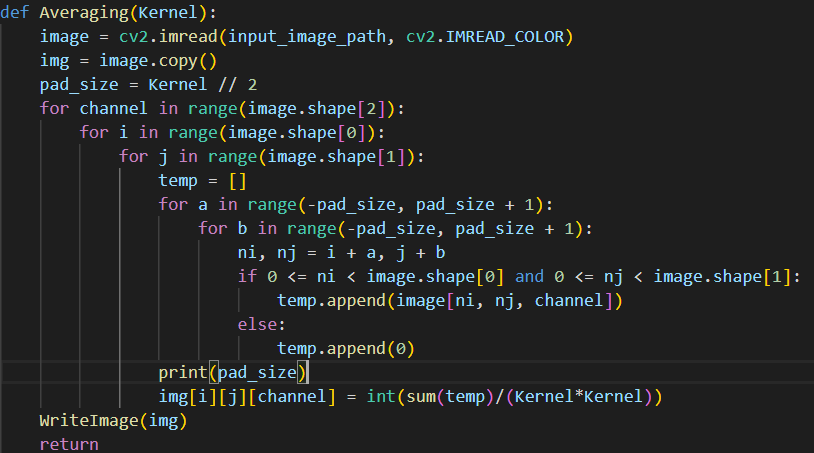 def Averaging(Kernel):
    image = cv2.imread(input_image_path, cv2.IMREAD_COLOR)
    img = image.copy()
    pad_size = Kernel // 2
    for channel in range(image.shape[2]):
        for i in range(image.shape[0]):
            for j in range(image.shape[1]):
                temp = []
                for a in range(-pad_size, pad_size + 1):
                    for b in range(-pad_size, pad_size + 1):
                        ni, nj = i + a, j + b
                        if 0 <= ni < image.shape[0] and 0 <= nj < image.shape[1]:
                            temp.append(image[ni, nj, channel])
                        else:
                            temp.append(0)
                print(pad_size)
                img[i][j][channel] = int(sum(temp)/(Kernel*Kernel))
    WriteImage(img)
    return